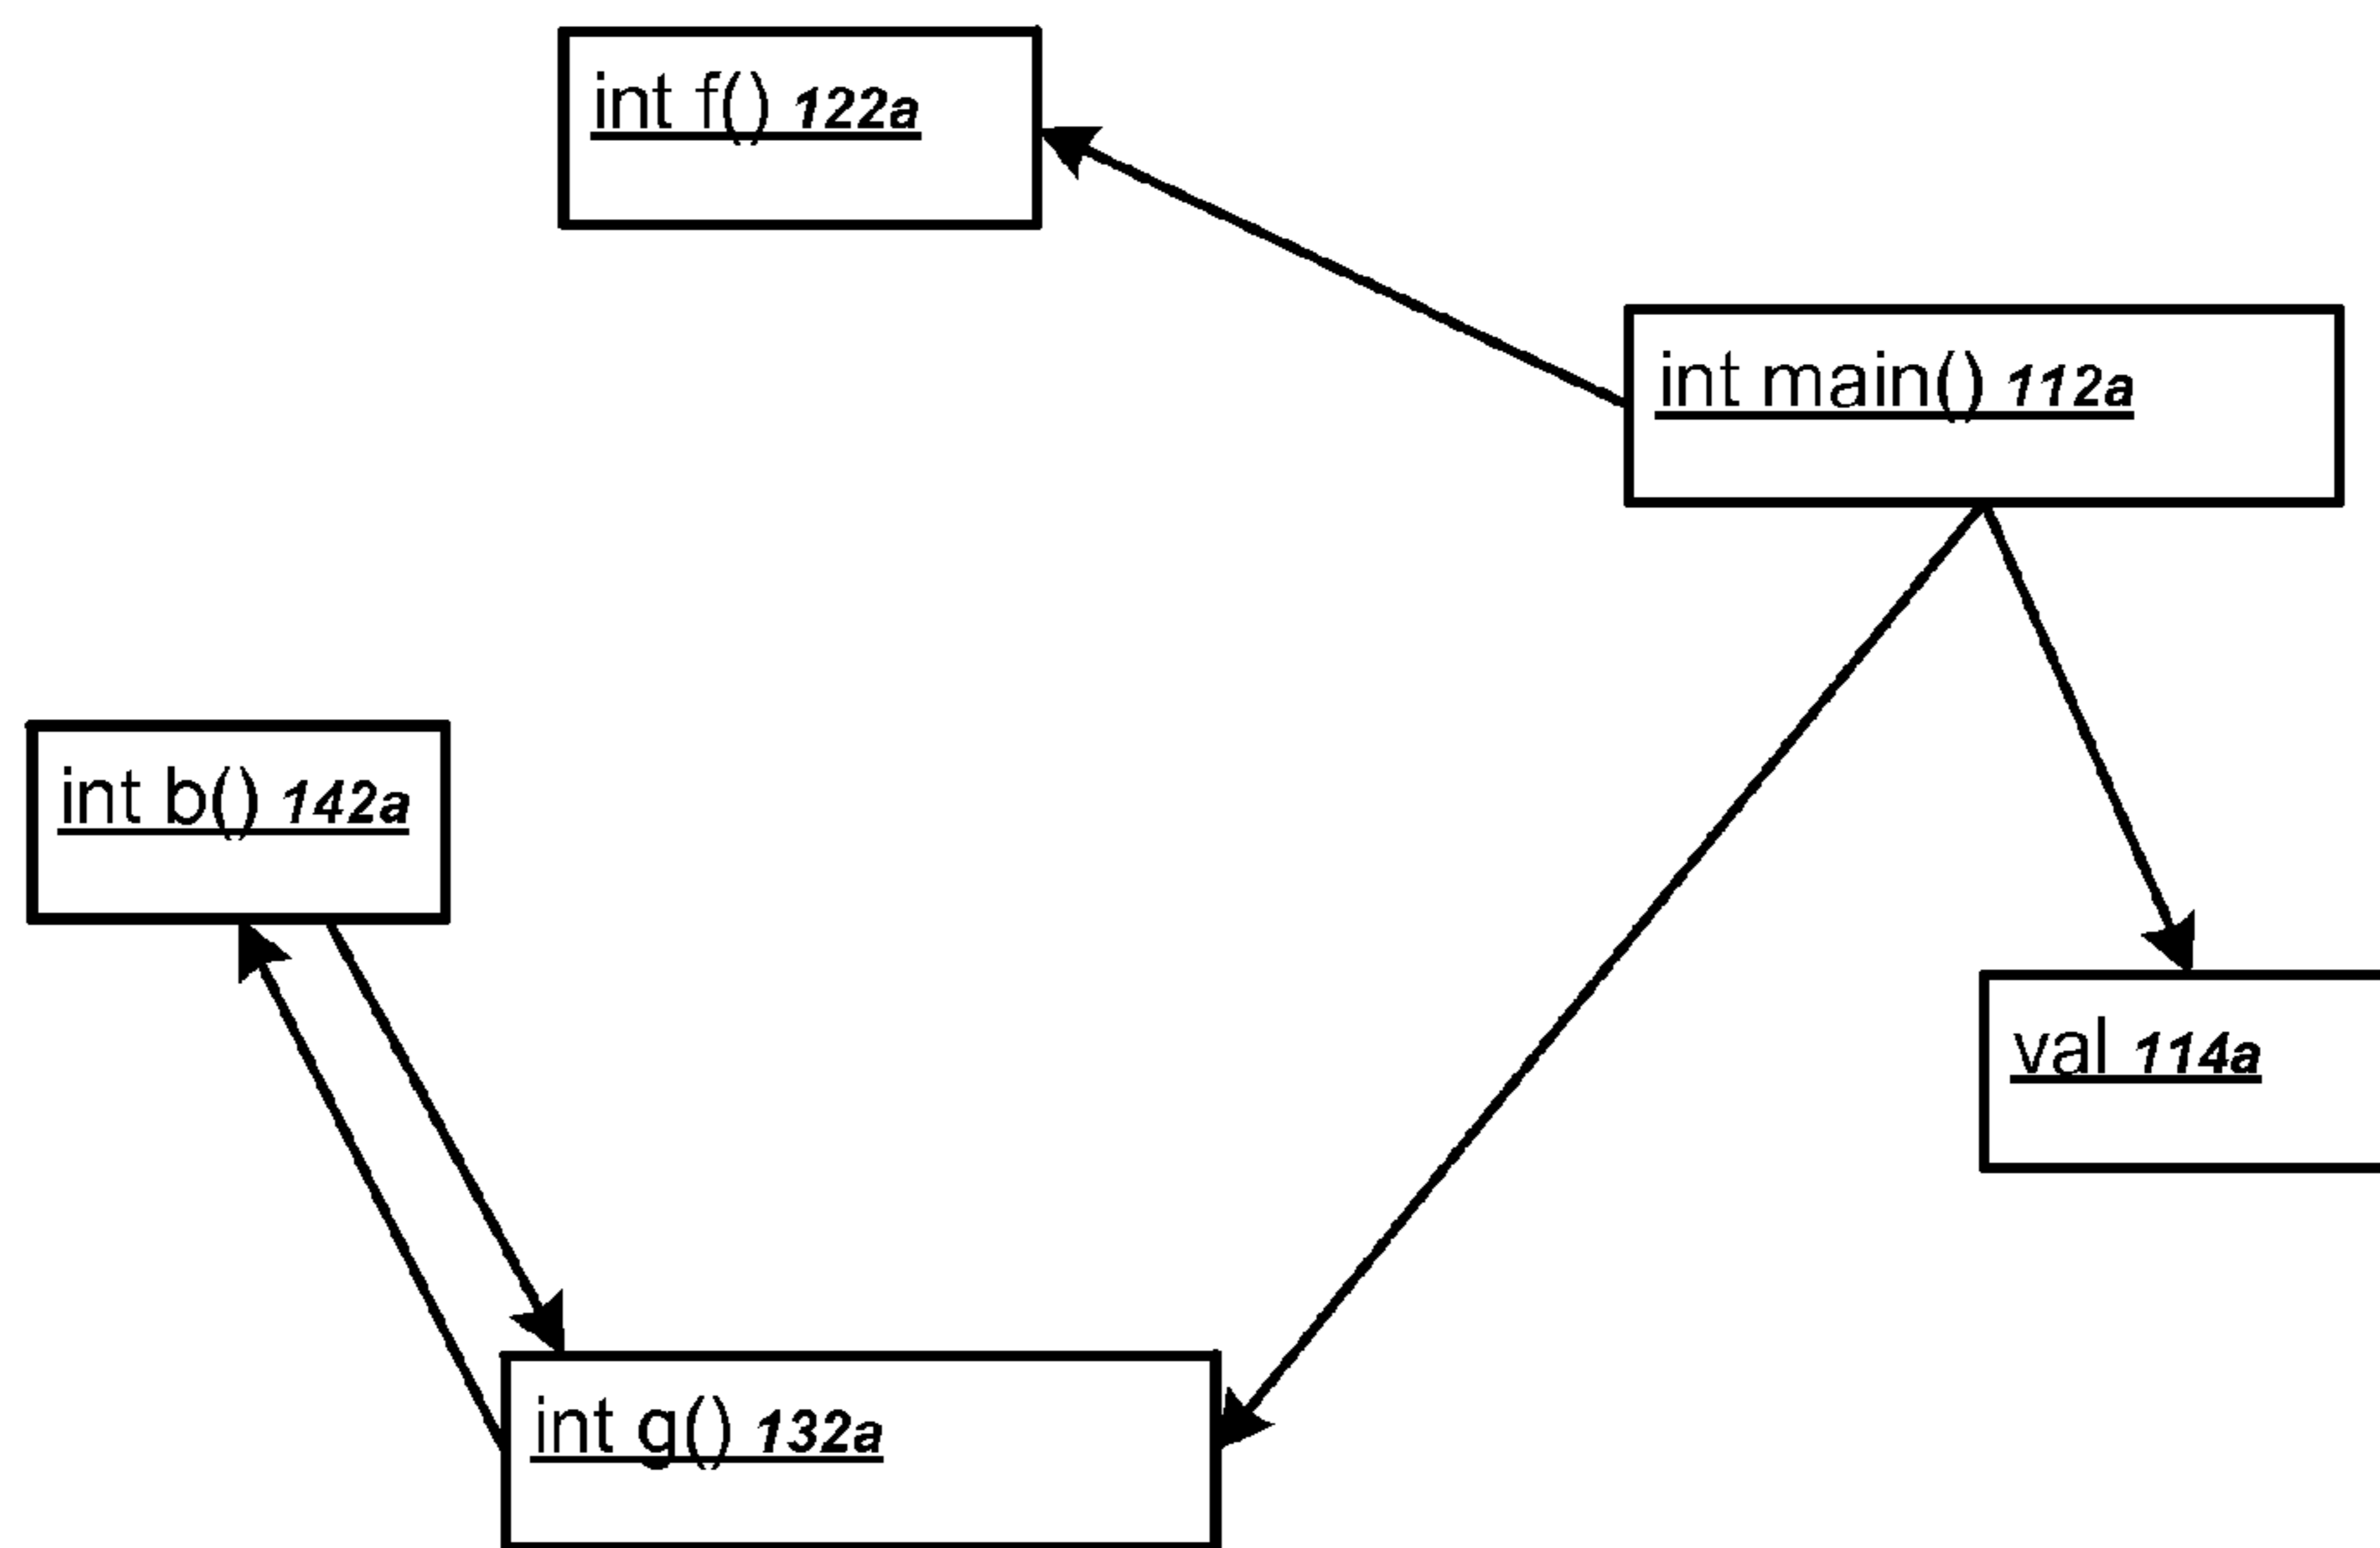 int f() 122a
int main() 112a
int b() 142a
val 114a
int g() 132a